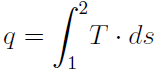 q = ∫₁² T · ds